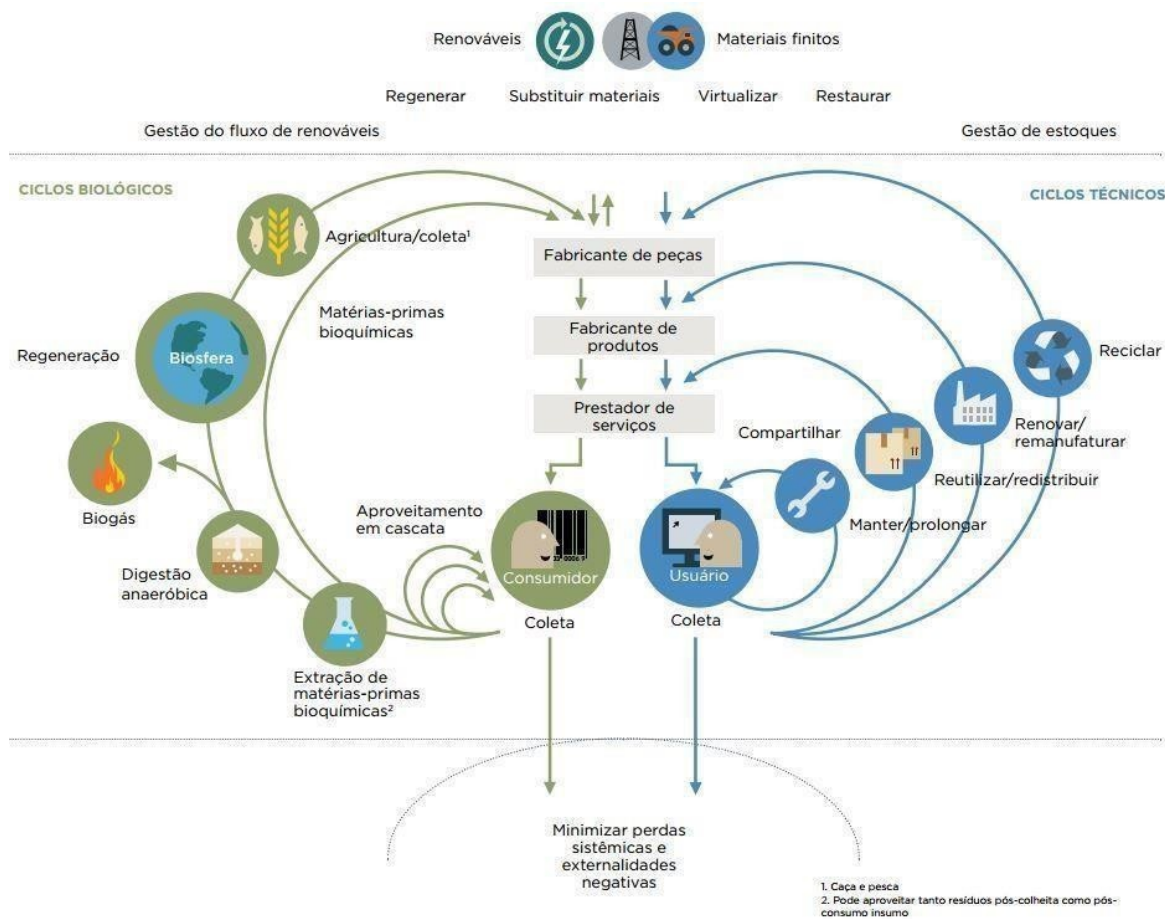 Renováveis
Materiais finitos
Regenerar
Substituir materiais
Virtualizar
Restaurar
Gestão do fluxo de renováveis
Gestão de estoques
CICLOS BIOLÓGICOS
CICLOS TÉCNICOS
Agricultura/coleta¹
Fabricante de peças
Matérias-primas
bioquímicas
Regeneração
Biosfera
Fabricante de
produtos
Reciclar
Prestador de
serviços
Compartilhar
Renovar/
remanufaturar
Reutilizar/redistribuir
Biogás
Aproveitamento
em cascata
Manter/prolongar
Digestão
anaeróbica
Consumidor
Usuário
Coleta
Coleta
Extração de
matérias-primas
bioquímicas²
Minimizar perdas
sistêmicas e
externalidades
negativas
1. Caça e pesca
2. Pode aproveitar tanto resíduos pós-colheita como pós-
consumo insumo